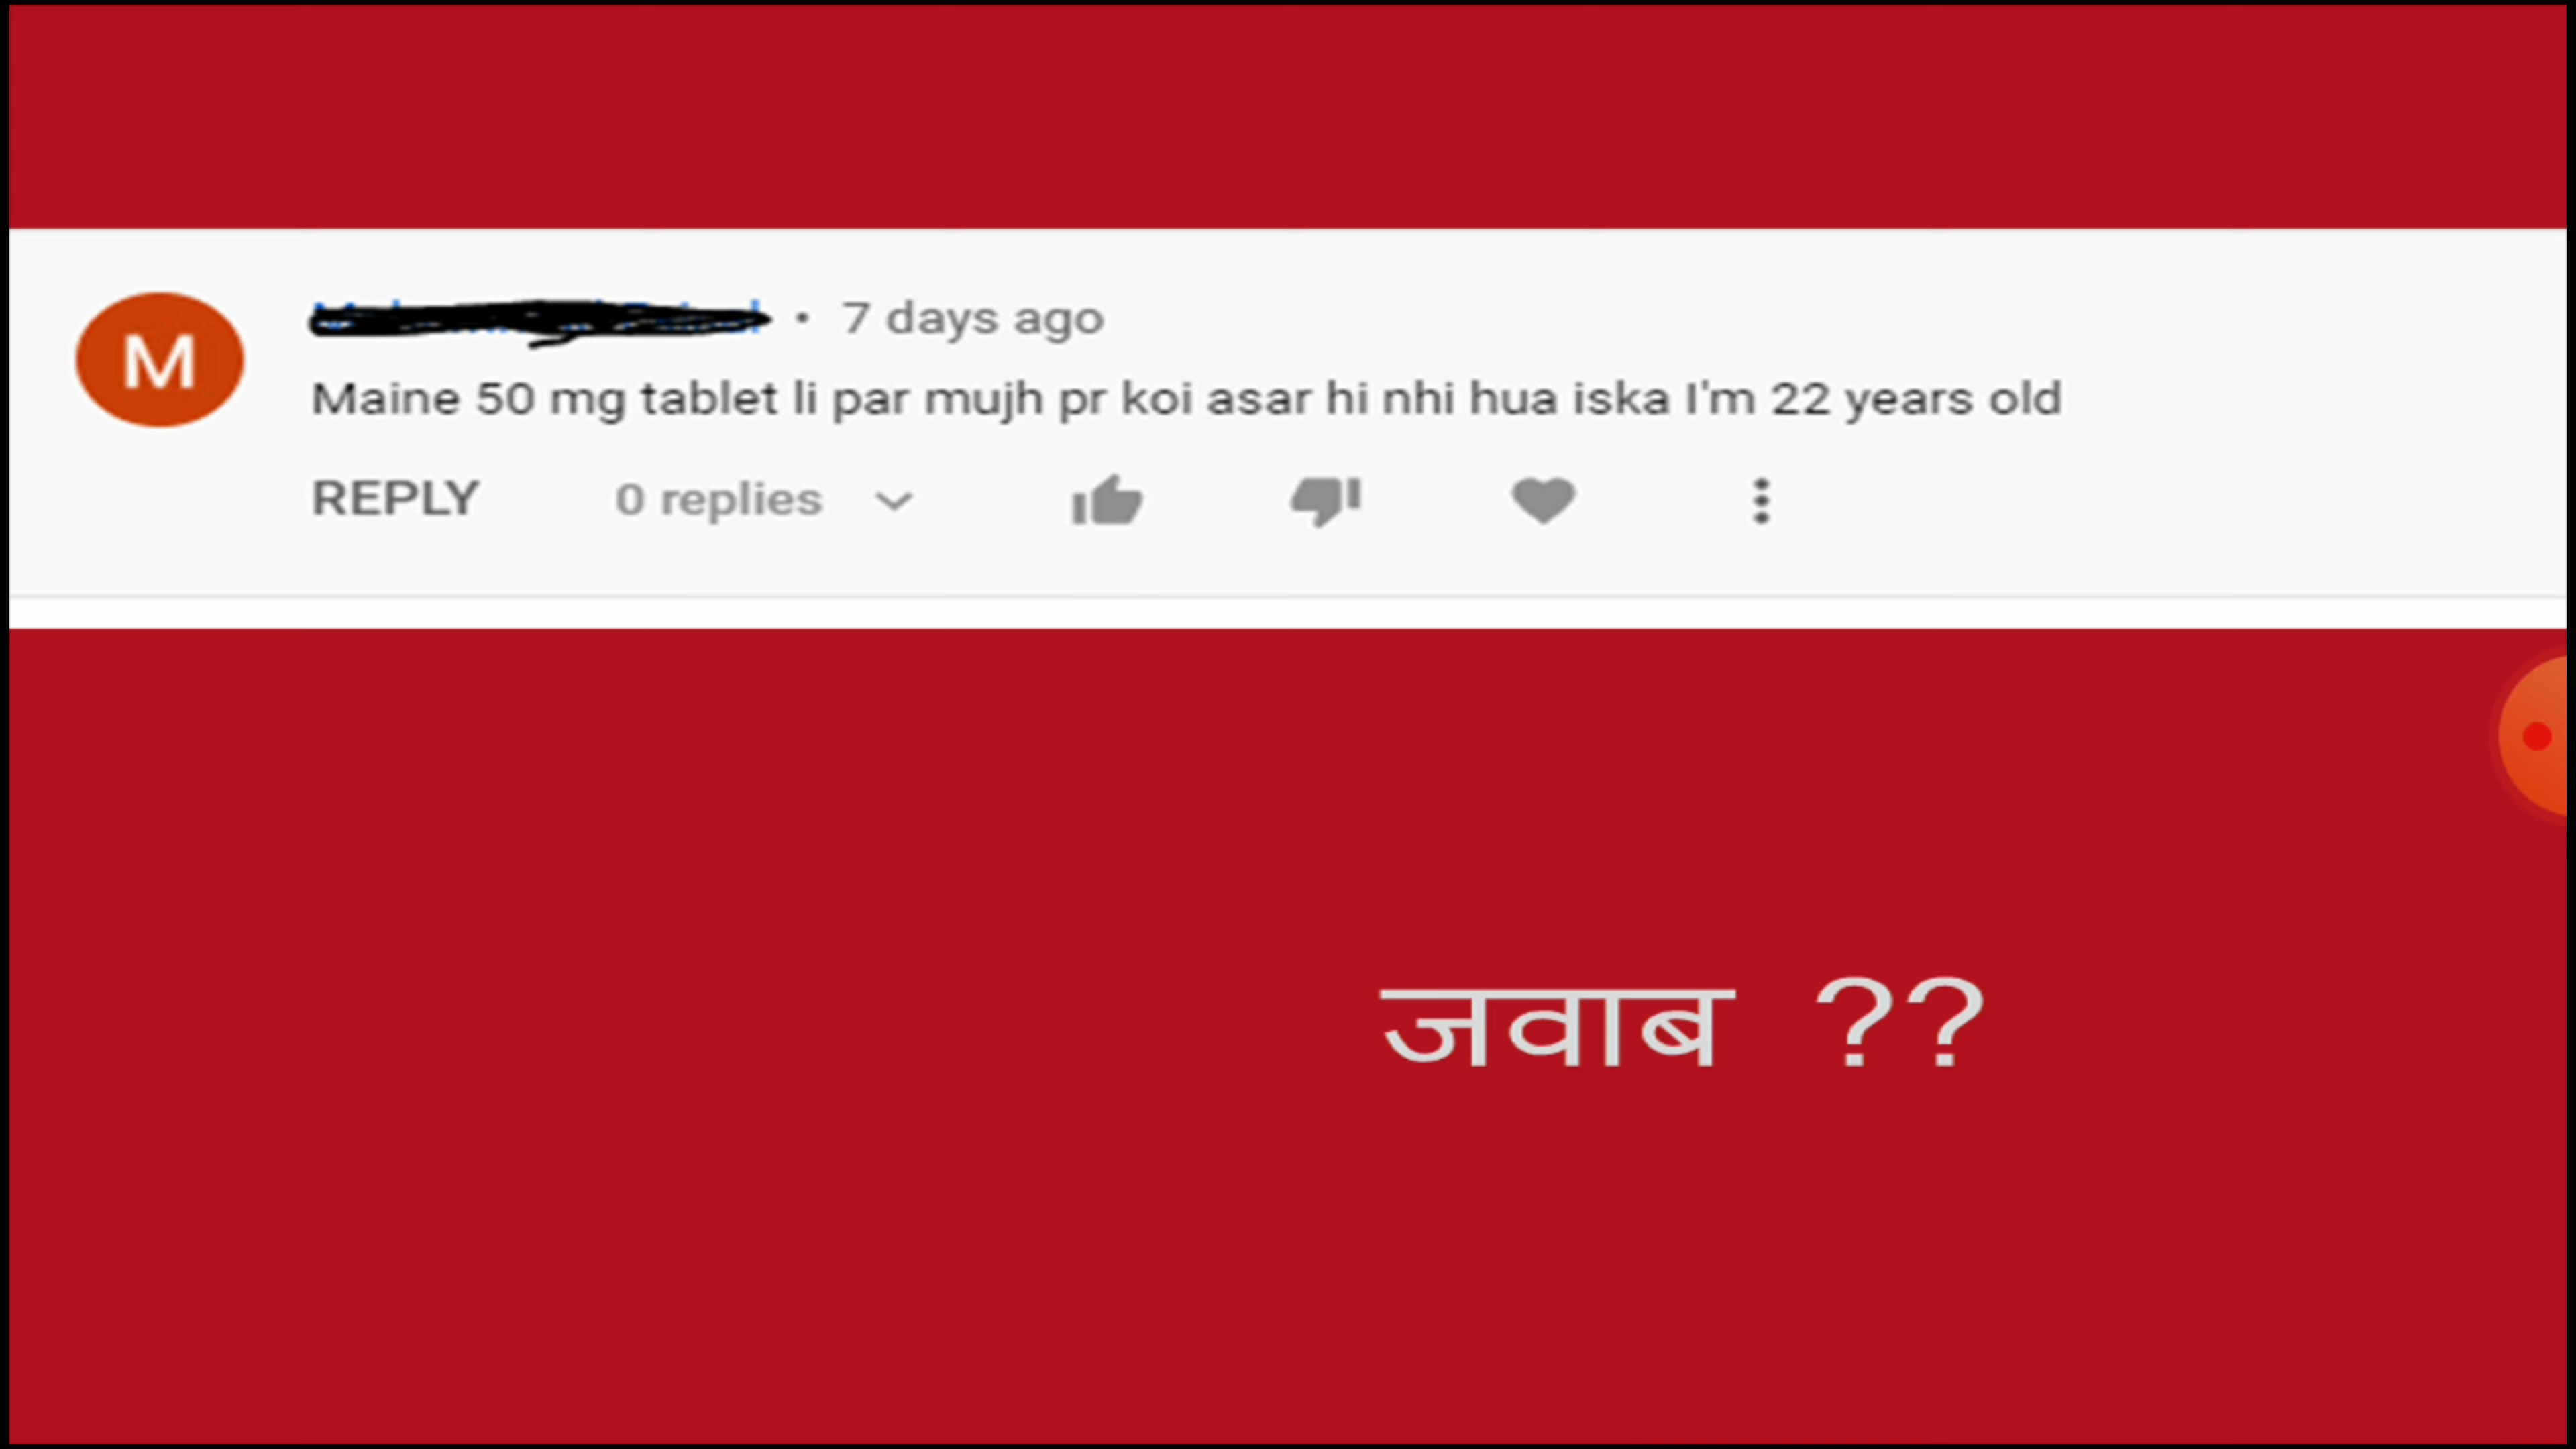 M
• 7 days ago
Maine 50 mg tablet li par mujh pr koi asar hi nhi hua iska I'm 22 years old
REPLY 0 replies
जवाब ??